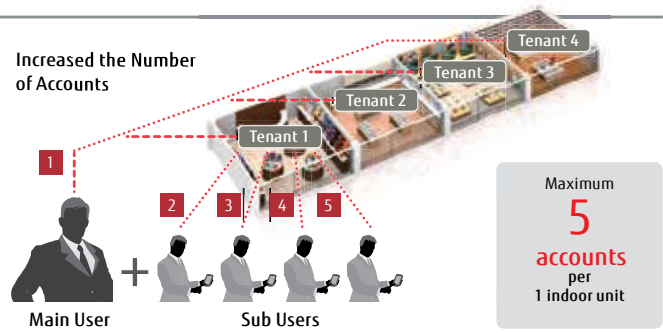 Increased the Number
of Accounts
Tenant 4
Tenant 3
Tenant 2
Tenant 1
1
2
3
4
5
Maximum
5
accounts
per
1 indoor unit
+
Main User
Sub Users